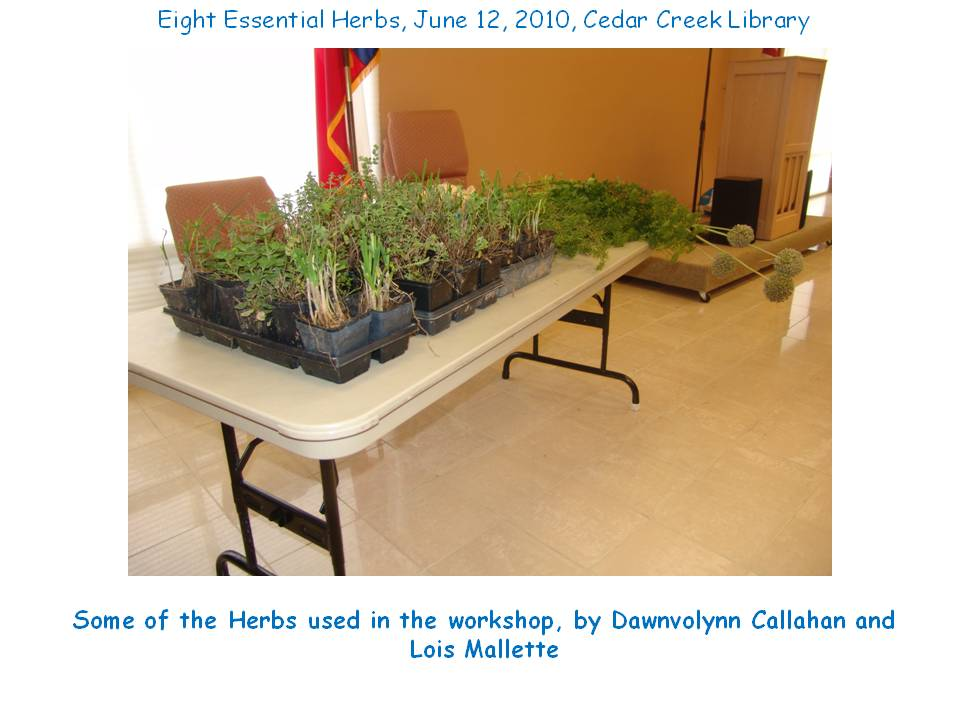 Eight Essential Herbs, June 12, 2010, Cedar Creek Library
Some of the Herbs used in the workshop, by Dawnvolynn Callahan and
Lois Mallette